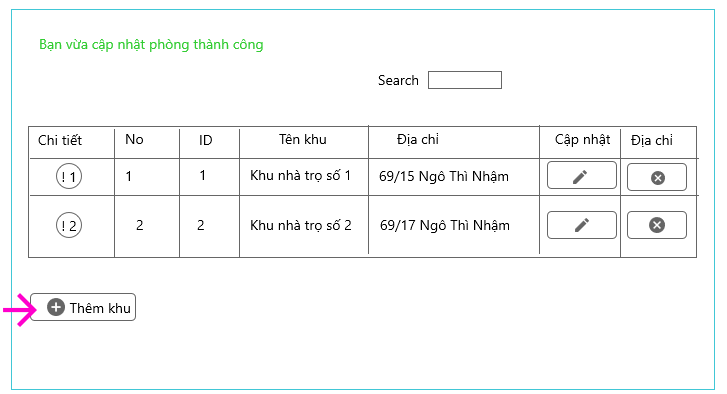 Bạn vừa cập nhật phòng thành công
Search
Chi tiết No ID Tên khu Địa chỉ Cập nhật Địa chỉ
! 1 1 1 Khu nhà trọ số 1 69/15 Ngô Thì Nhậm
! 2 2 2 Khu nhà trọ số 2 69/17 Ngô Thì Nhậm
Thêm khu